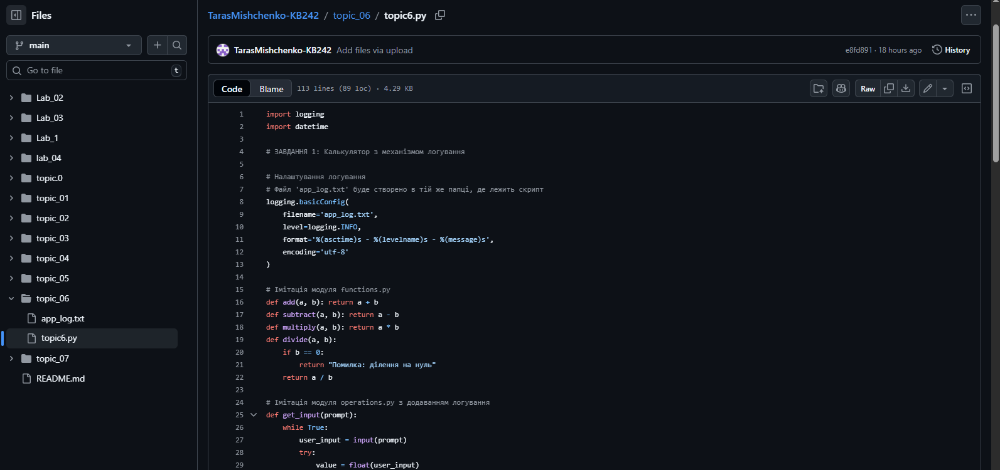 Files
main
Go to file
t
Lab_02
Lab_03
Lab_1
lab_04
topic.0
topic_01
topic_02
topic_03
topic_04
topic_05
topic_06
app_log.txt
topic6.py
topic_07
README.md
TarasMishchenko-KB242 / topic_06 / topic6.py
TarasMishchenko-KB242 Add files via upload e8fd891 · 18 hours ago History
Code Blame 113 lines (89 loc) · 4.29 KB Raw
1 import logging
2 import datetime
3
4 # ЗАВДАННЯ 1: Калькулятор з механізмом логування
5
6 # Налаштування логування
7 # Файл 'app_log.txt' буде створено в тій же папці, де лежить скрипт
8 logging.basicConfig(
9     filename='app_log.txt',
10     level=logging.INFO,
11     format='%(asctime)s - %(levelname)s - %(message)s',
12     encoding='utf-8'
13 )
14
15 # Імітація модуля functions.py
16 def add(a, b): return a + b
17 def subtract(a, b): return a - b
18 def multiply(a, b): return a * b
19 def divide(a, b):
20     if b == 0:
21         return "Помилка: ділення на нуль"
22     return a / b
23
24 # Імітація модуля operations.py з додаванням логування
25 def get_input(prompt):
26     while True:
27         user_input = input(prompt)
28         try:
29             value = float(user_input)